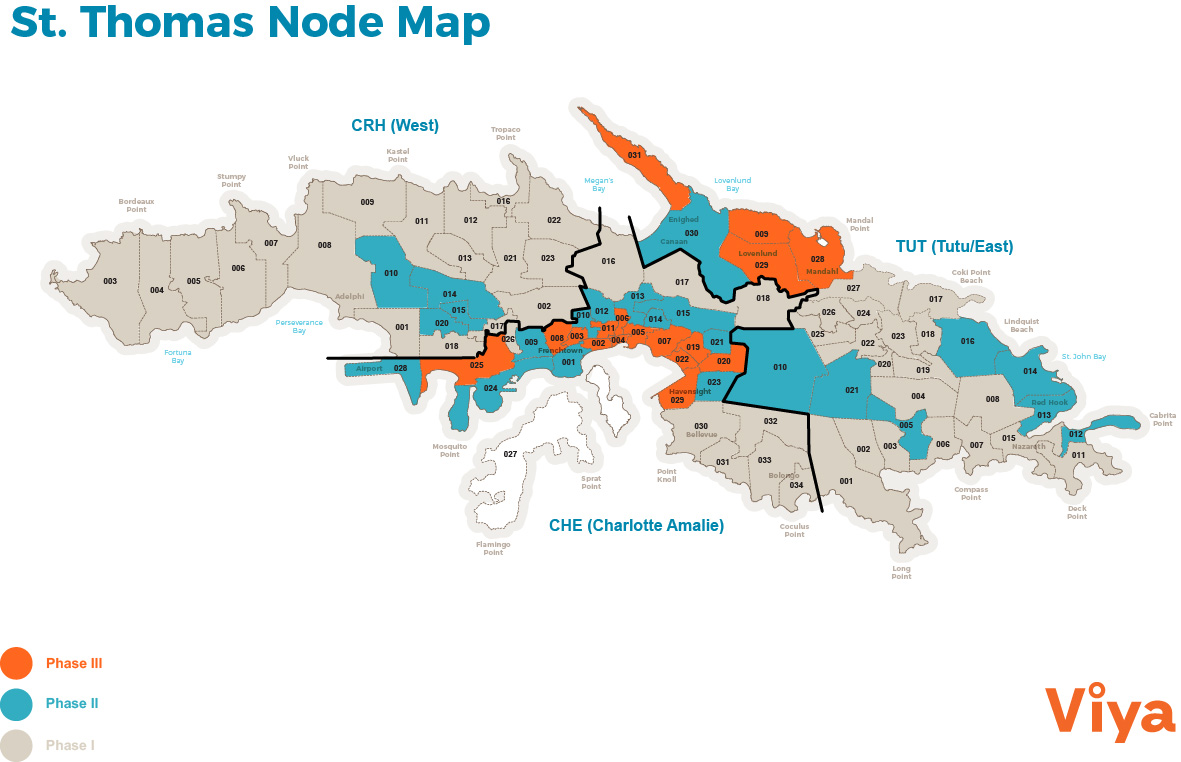 St. Thomas Node Map
CRH (West)
Tropaco
Point
Kastel
Point
Vluck
Point
Stumpy
Point
Bordeaux
Point
Megan's
Bay
Lovenlund
Bay
Mandal
Point
TUT (Tutu/East)
Coki Point
Beach
Lindquist
Beach
St. John Bay
Cabrita
Point
031
009
016
011
012
022
007
008
006
005
003
004
010
013
021
023
014
015
020
002
001
017
018
Adelphi
Perseverance
Bay
Fortuna
Bay
Enighed
030
Canaan
009
Lovenlund
029
028
Mandahl
016
017
018
027
026
024
025
022
023
018
017
016
020
019
014
021
004
008
Red Hook
013
005
012
002
003
006
007
015
Nazareth
011
001
010
013
012
010
006
014
015
011
005
004
002
003
008
009
026
Frenchtown
001
007
019
021
022
020
023
Havensight
029
Airport
028
025
024
027
030
Bellevue
032
031
033
Bolongo
034
Mosquito
Point
Sprat
Point
Flamingo
Point
Point
Knoll
CHE (Charlotte Amalie)
Coculus
Point
Compass
Point
Deck
Point
Long
Point
Phase III
Phase II
Phase I
Viya